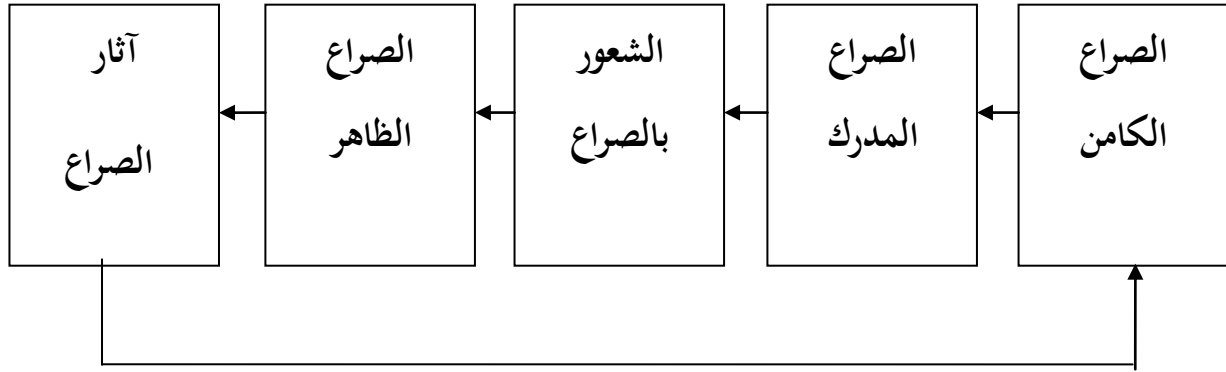 الصراع
الكامن
الصراع
المدرك
الشعور
بالصراع
الصراع
الظاهر
آثار
الصراع